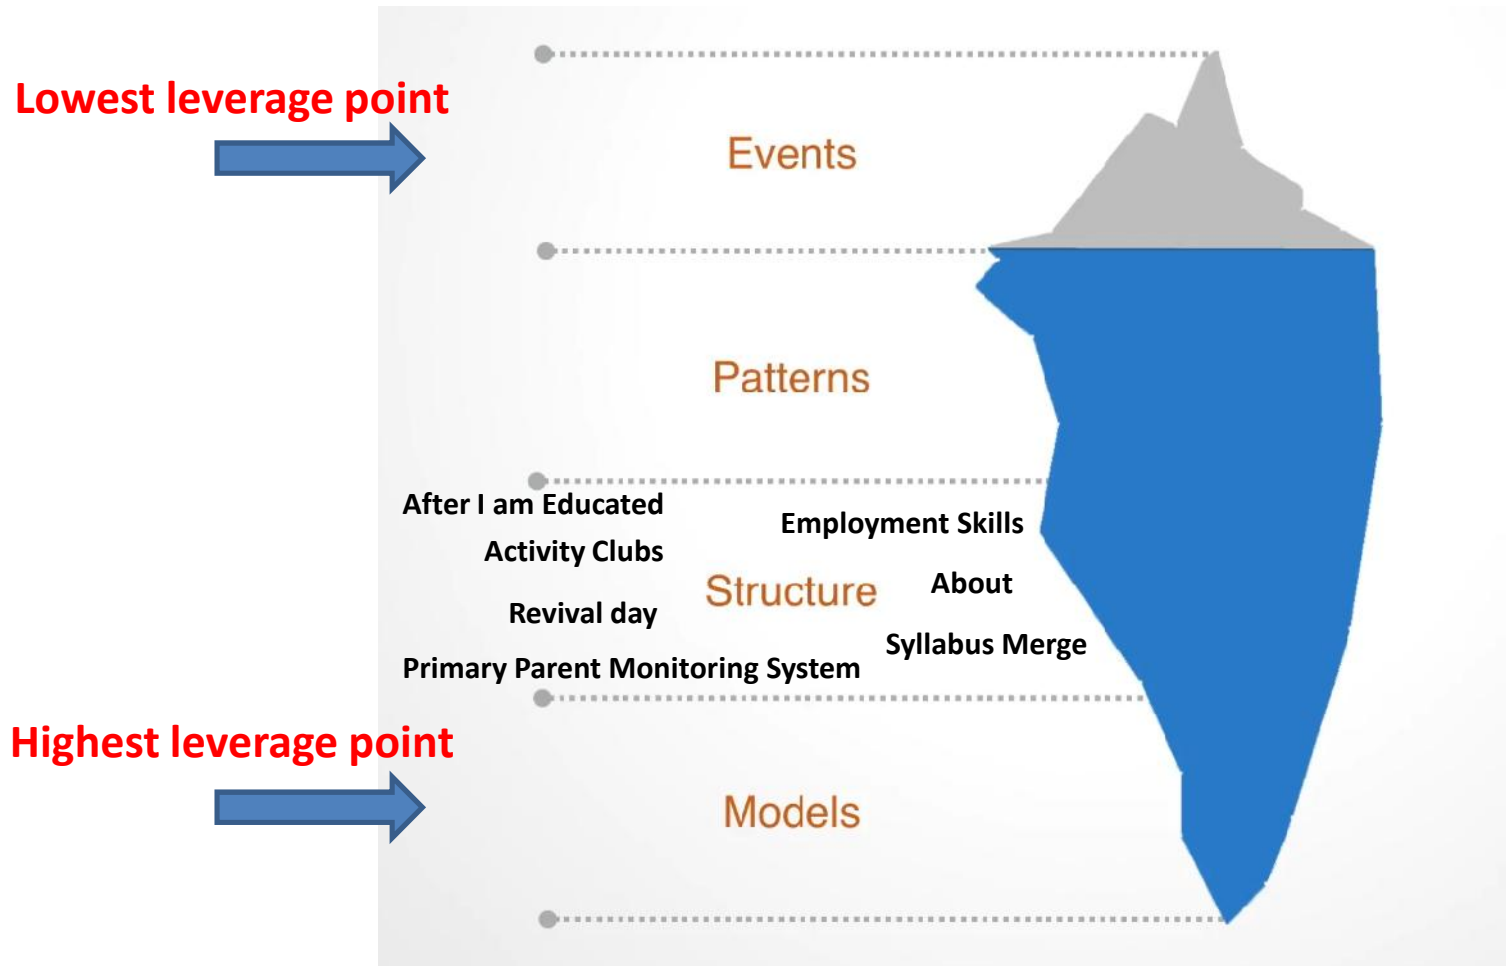 Lowest leverage point
Events
Patterns
After I am Educated
Employment Skills
Activity Clubs
Structure
About
Revival day
Syllabus Merge
Primary Parent Monitoring System
Highest leverage point
Models